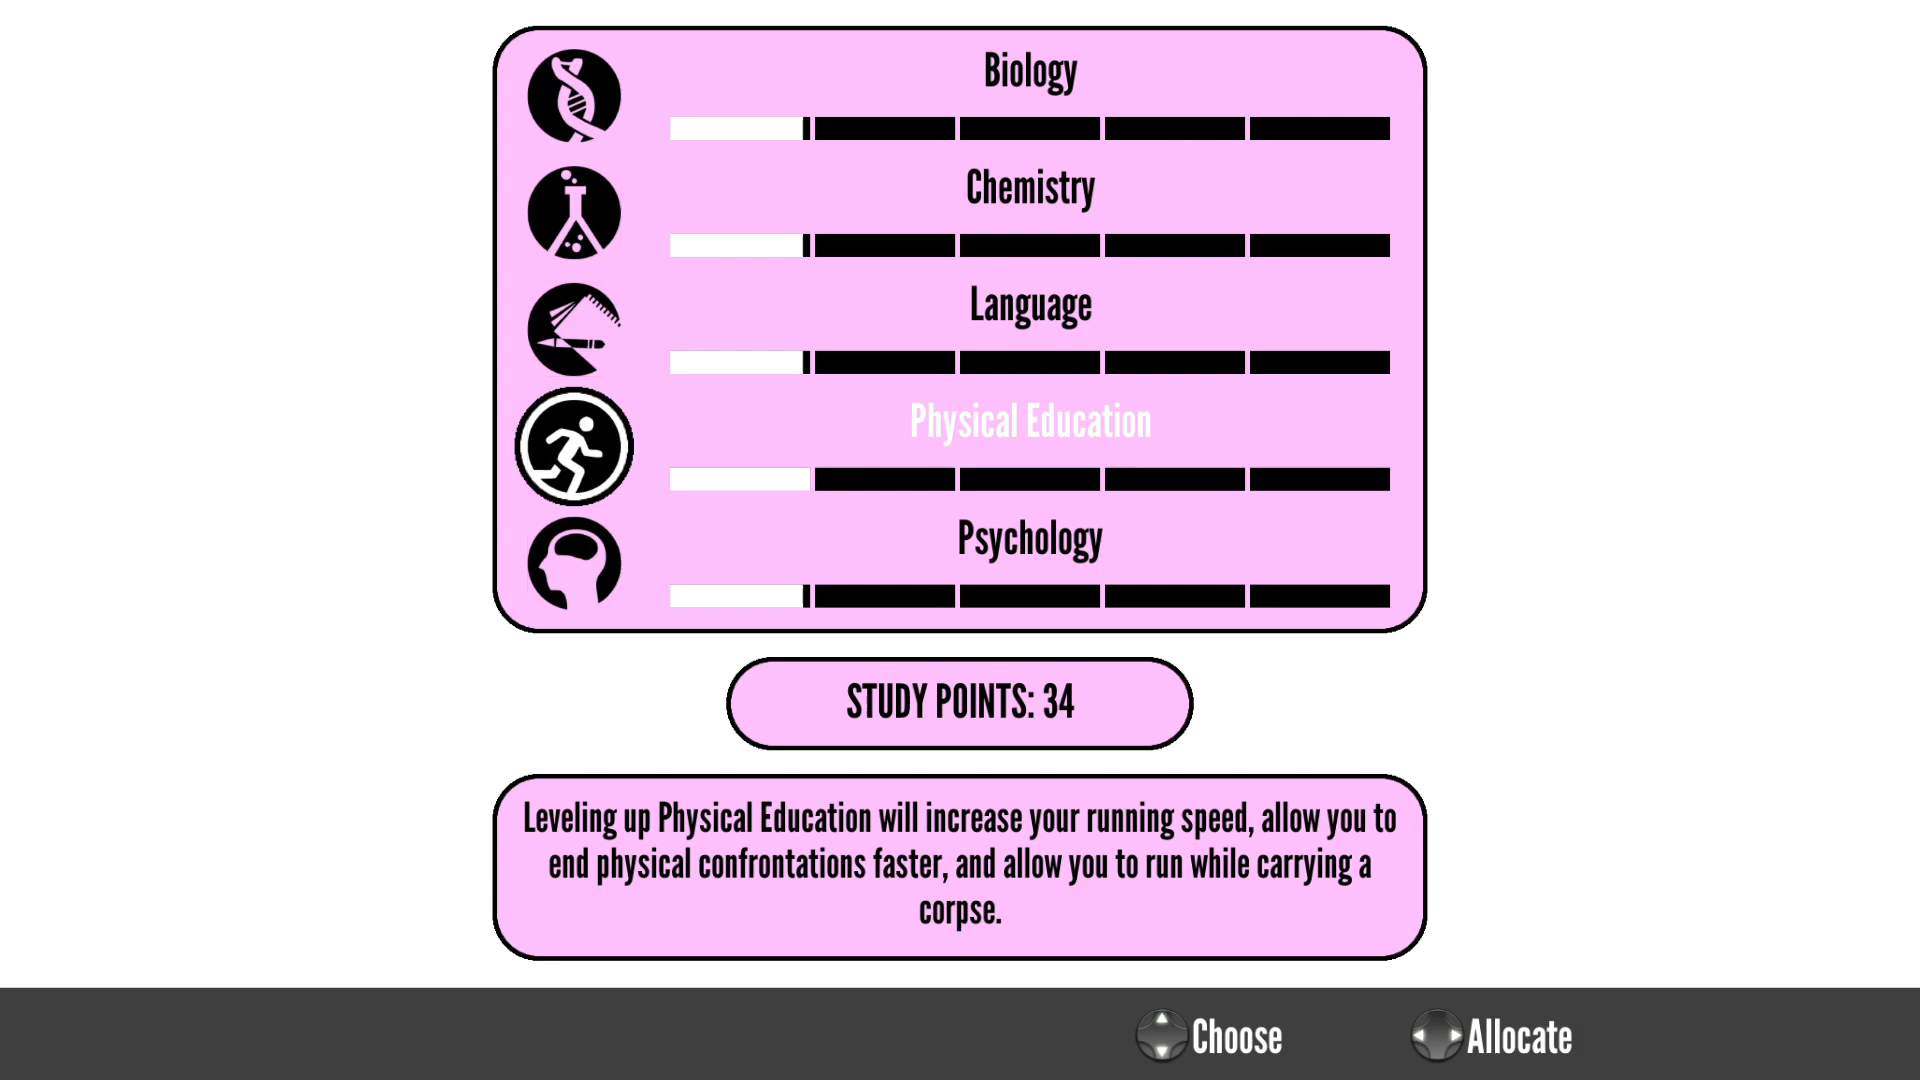 Biology
Chemistry
Language
Physical Education
Psychology
STUDY POINTS: 34
Leveling up Physical Education will increase your running speed, allow you to
end physical confrontations faster, and allow you to run while carrying a
corpse.
Choose
Allocate